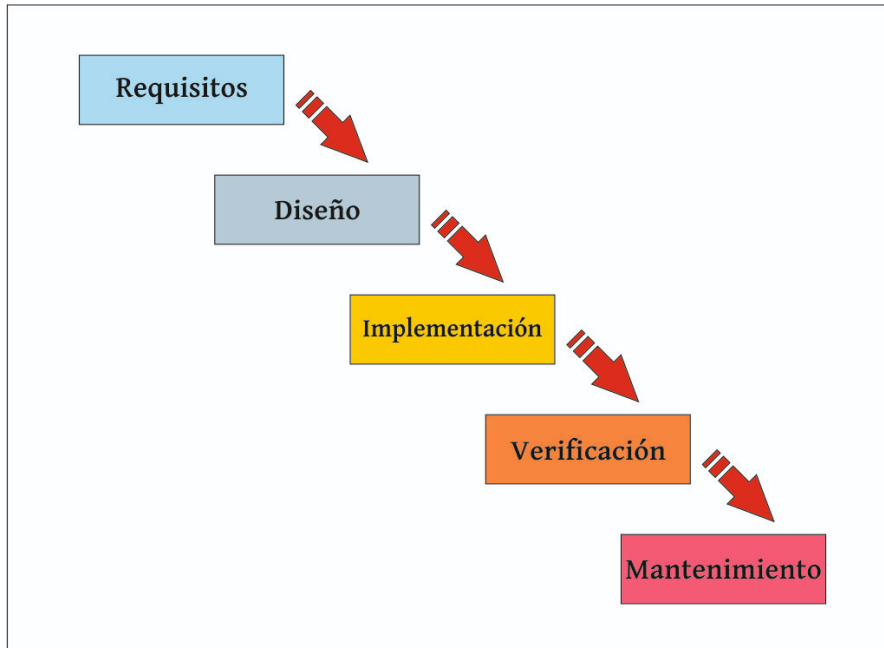 Requisitos
Diseño
Implementación
Verificación
Mantenimiento